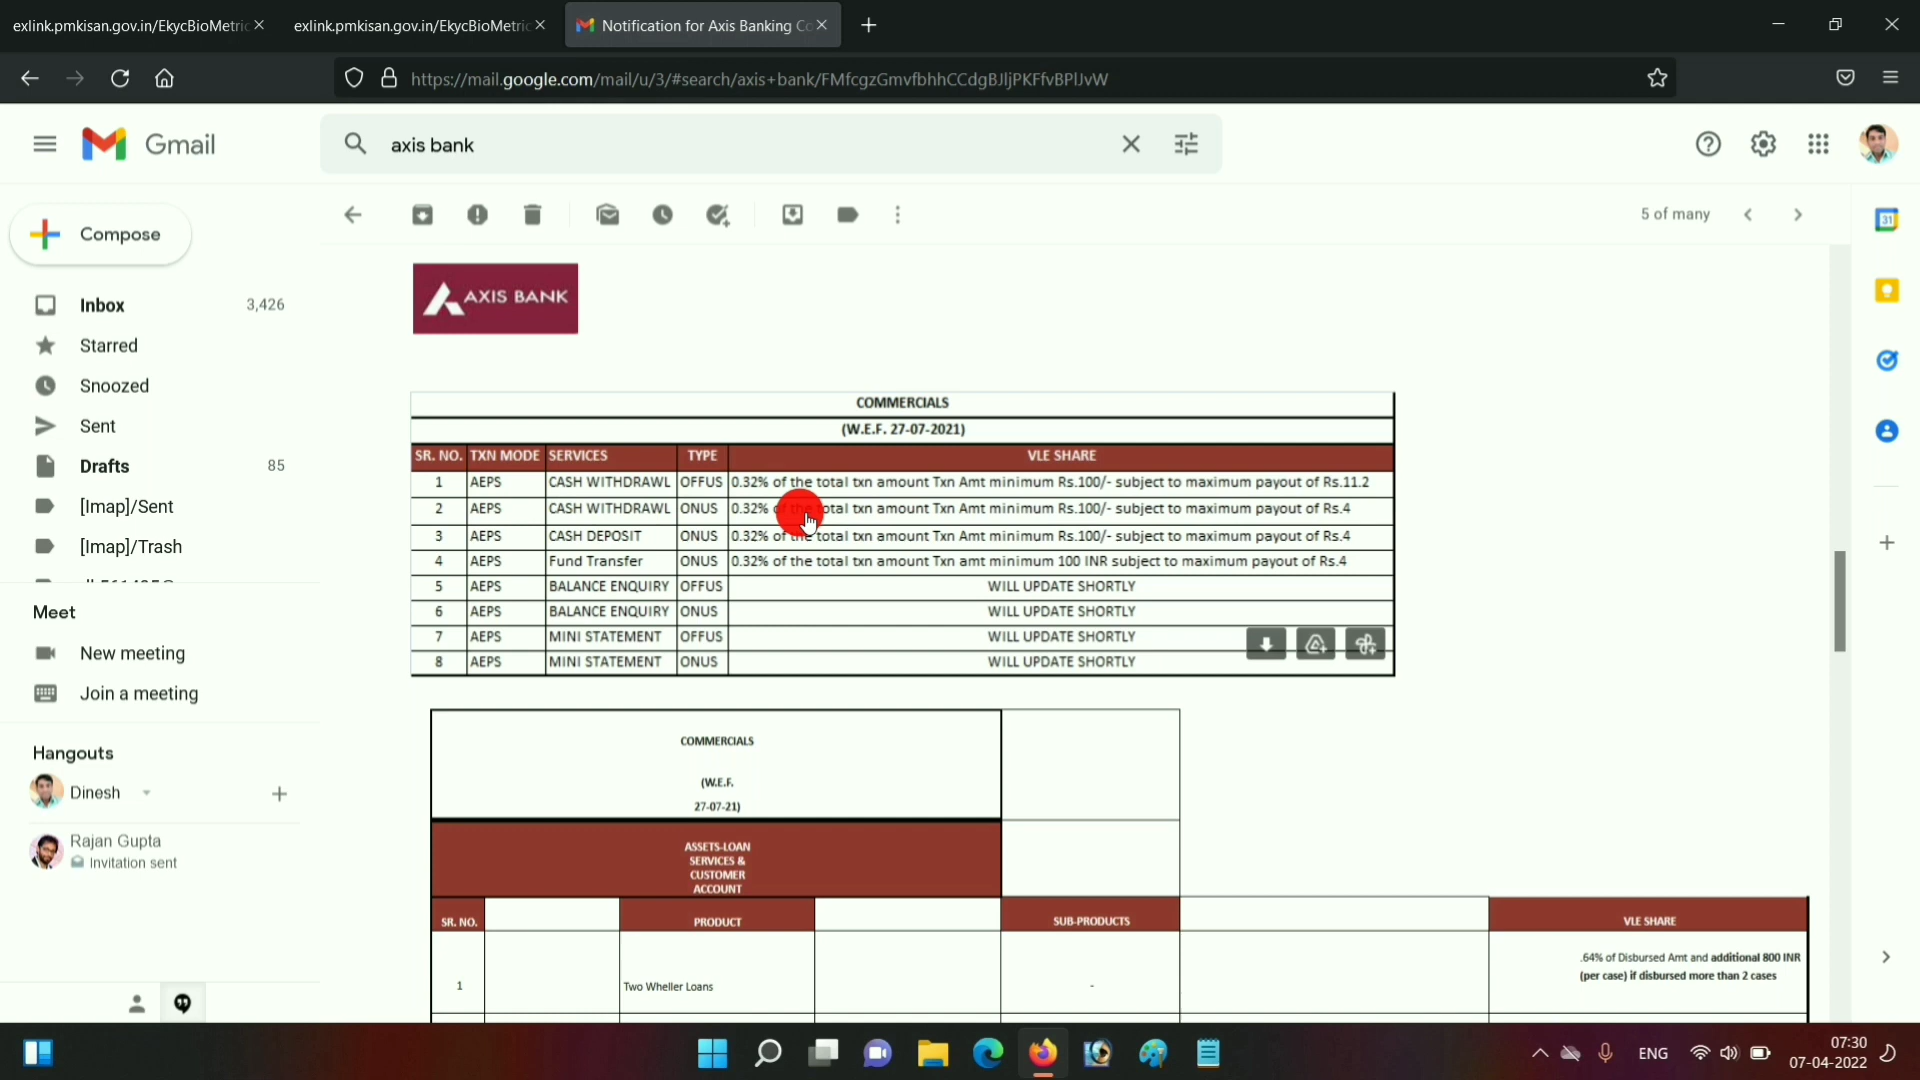 exlink.pmkisan.gov.in/EkycBioMetric
exlink.pmkisan.gov.in/EkycBioMetric
Notification for Axis Banking Co
https://mail.google.com/mail/u/3/#search/axis+bank/FMfcgzGmvfbhhCCdgBJljPKFfvBPlJvW
Gmail
axis bank
Compose
5 of many
31
Inbox 3,426
Starred
Snoozed
Sent
Drafts 85
[Imap]/Sent
[Imap]/Trash
Meet
New meeting
Join a meeting
Hangouts
Dinesh
Rajan Gupta
Invitation sent
AXIS BANK
COMMERCIALS
(W.E.F. 27-07-2021)
SR. NO. TXN MODE SERVICES TYPE VLE SHARE
1 AEPS CASH WITHDRAWL OFFUS 0.32% of the total txn amount Txn Amt minimum Rs.100/- subject to maximum payout of Rs.11.2
2 AEPS CASH WITHDRAWL ONUS 0.32% of the total txn amount Txn Amt minimum Rs.100/- subject to maximum payout of Rs.4
3 AEPS CASH DEPOSIT ONUS 0.32% of the total txn amount Txn Amt minimum Rs.100/- subject to maximum payout of Rs.4
4 AEPS Fund Transfer ONUS 0.32% of the total txn amount Txn amt minimum 100 INR subject to maximum payout of Rs.4
5 AEPS BALANCE ENQUIRY OFFUS WILL UPDATE SHORTLY
6 AEPS BALANCE ENQUIRY ONUS WILL UPDATE SHORTLY
7 AEPS MINI STATEMENT OFFUS WILL UPDATE SHORTLY
8 AEPS MINI STATEMENT ONUS WILL UPDATE SHORTLY
COMMERCIALS
(W.E.F.
27-07-21)
ASSETS-LOAN
SERVICES &
CUSTOMER
ACCOUNT
SR. NO. PRODUCT SUB-PRODUCTS VLE SHARE
1 Two Wheller Loans - .64% of Disbursed Amt and additional 800 INR
(per case) if disbursed more than 2 cases
ENG
07:30
07-04-2022